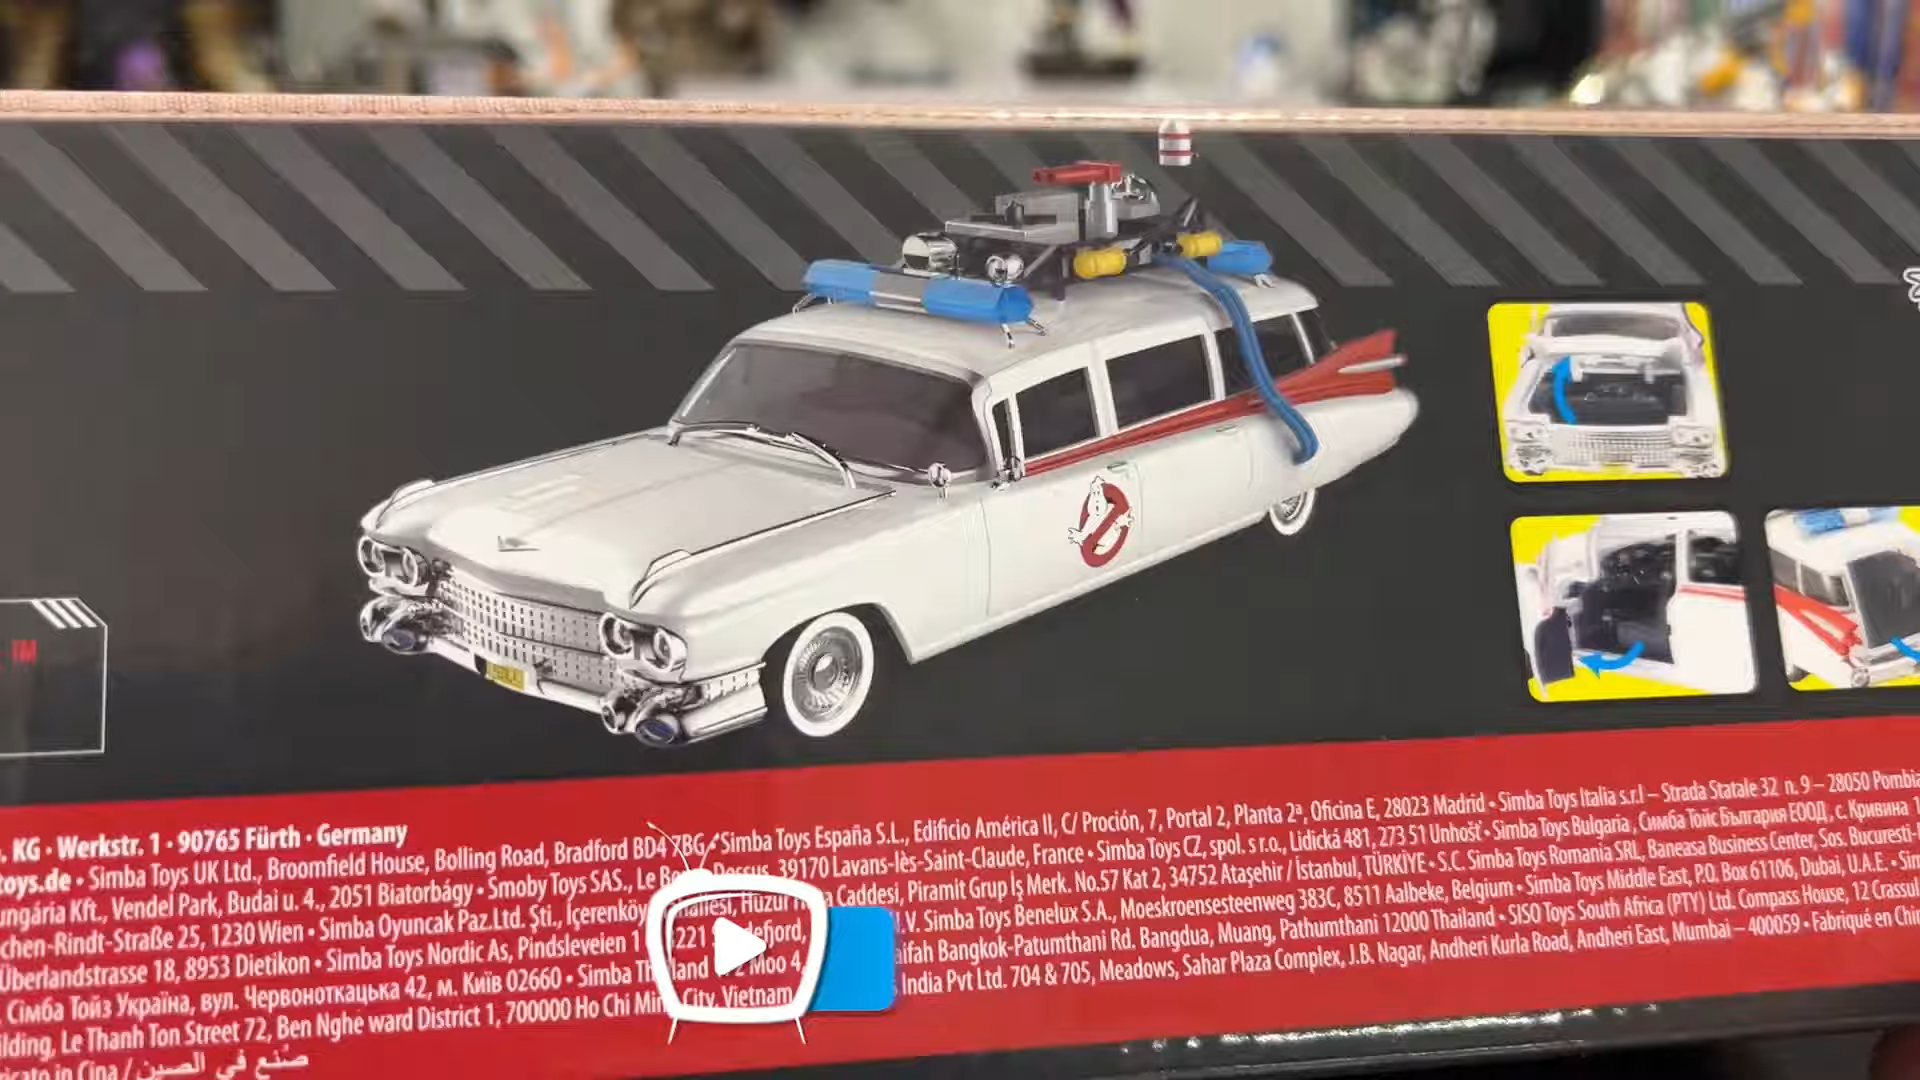 TM
. KG · Werkstr. 1 · 90765 Fürth · Germany
toys.de • Simba Toys UK Ltd., Broomfield House, Bolling Road, Bradford BD4 7BG • Simba Toys España S.L., Edificio América II, C/ Proción, 7, Portal 2, Planta 2ª, Oficina E, 28023 Madrid • Simba Toys Italia s.r.l – Strada Statale 32 n. 9 – 28050 Pombia
ungária Kft., Vendel Park, Budai u. 4., 2051 Biatorbágy • Smoby Toys SAS., Le Dessus, 39170 Lavans-lès-Saint-Claude, France • Simba Toys CZ, spol. s r.o., Lidická 481, 273 51 Unhošť • Simba Toys Bulgaria, Симба Тойс България ЕООД, с. Кривина 1
chen-Rindt-Straße 25, 1230 Wien • Simba Oyuncak Paz.Ltd. Şti., İçerenköy Caddesi, Piramit Grup İş Merk. No.57 Kat 2, 34752 Ataşehir / İstanbul, TÜRKİYE • S.C. Simba Toys Romania SRL, Baneasa Business Center, Sos. Bucuresti-
Überlandstrasse 18, 8953 Dietikon • Simba Toys Nordic As, Pindsleveien 1 .V. Simba Toys Benelux S.A., Moeskroensesteenweg 383C, 8511 Aalbeke, Belgium • Simba Toys Middle East, P.O. Box 61106, Dubai, U.A.E. • Sim
. Сімба Тойз Україна, вул. Червоноткацька 42, м. Київ 02660 • Simba Moo 4, aifah Bangkok-Patumthani Rd. Bangdua, Muang, Pathumthani 12000 Thailand • SISO Toys South Africa (PTY) Ltd. Compass House, 12 Crassul
ilding, Le Thanh Ton Street 72, Ben Nghe ward District 1, 700000 Ho Chi Minh City, Vietnam India Pvt Ltd. 704 & 705, Meadows, Sahar Plaza Complex, J.B. Nagar, Andheri Kurla Road, Andheri East, Mumbai – 400059 • Fabriqué en Chin
ricato in Cina / صُنع في الصين